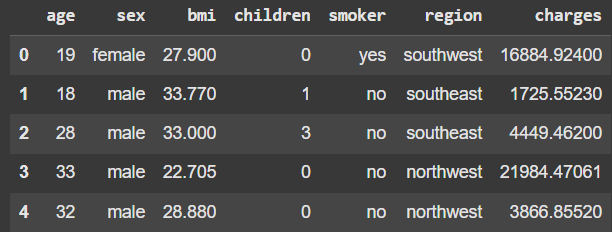 age sex bmi children smoker region charges
0 19 female 27.900 0 yes southwest 16884.92400
1 18 male 33.770 1 no southeast 1725.55230
2 28 male 33.000 3 no southeast 4449.46200
3 33 male 22.705 0 no northwest 21984.47061
4 32 male 28.880 0 no northwest 3866.85520